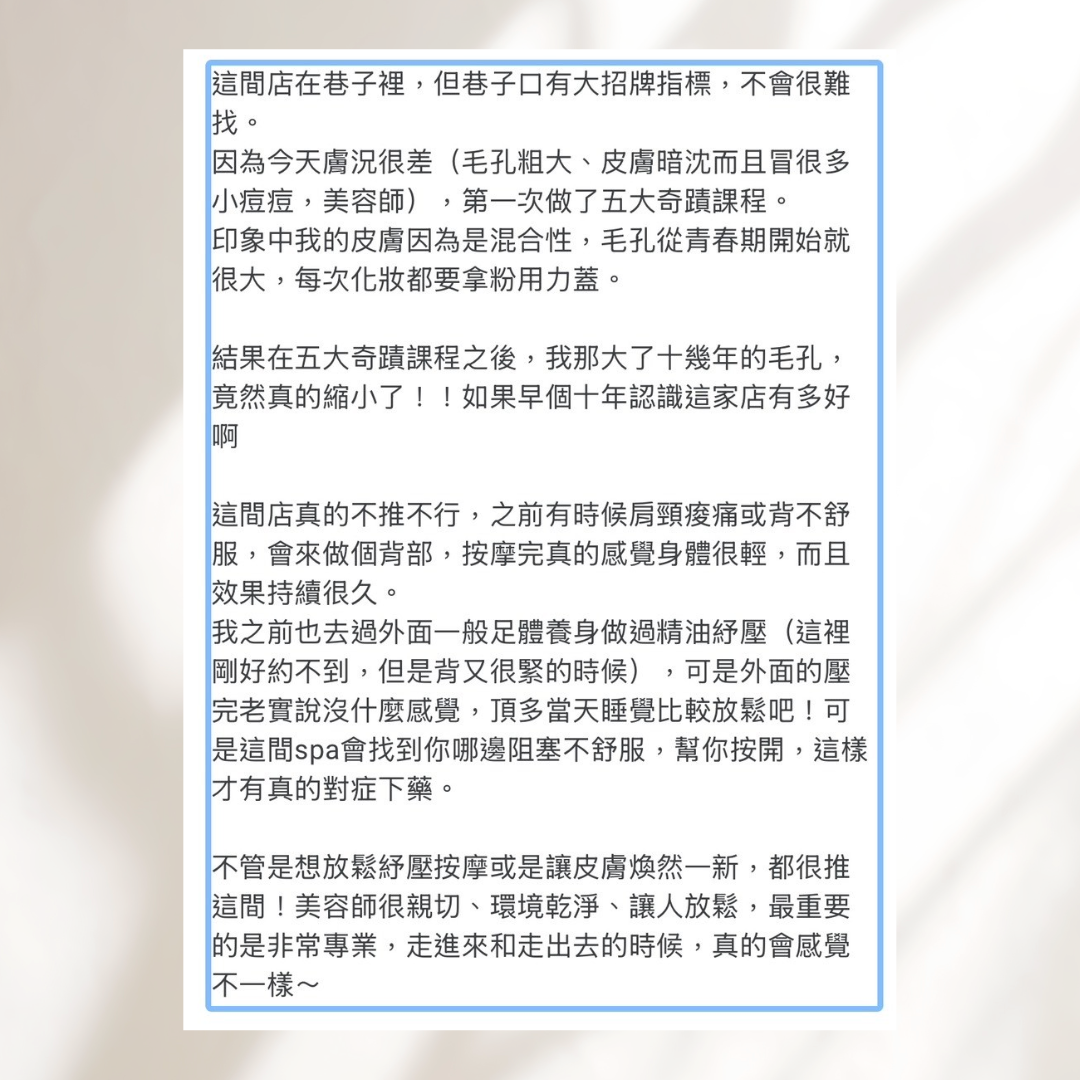 這間店在巷子裡，但巷子口有大招牌指標，不會很難
找。
因為今天膚況很差（毛孔粗大、皮膚暗沈而且冒很多
小痘痘，美容師），第一次做了五大奇蹟課程。
印象中我的皮膚因為是混合性，毛孔從青春期開始就
很大，每次化妝都要拿粉用力蓋。
結果在五大奇蹟課程之後，我那大了十幾年的毛孔，
竟然真的縮小了！！如果早個十年認識這家店有多好
啊
這間店真的不推不行，之前有時候肩頸痠痛或背不舒
服，會來做個背部，按摩完真的感覺身體很輕，而且
效果持續很久。
我之前也去過外面一般足體養身做過精油紓壓（這裡
剛好約不到，但是背又很緊的時候），可是外面的壓
完老實說沒什麼感覺，頂多當天睡覺比較放鬆吧！可
是這間spa會找到你哪邊阻塞不舒服，幫你按開，這樣
才有真的對症下藥。
不管是想放鬆紓壓按摩或是讓皮膚煥然一新，都很推
這間！美容師很親切、環境乾淨、讓人放鬆，最重要
的是非常專業，走進來和走出去的時候，真的會感覺
不一樣～